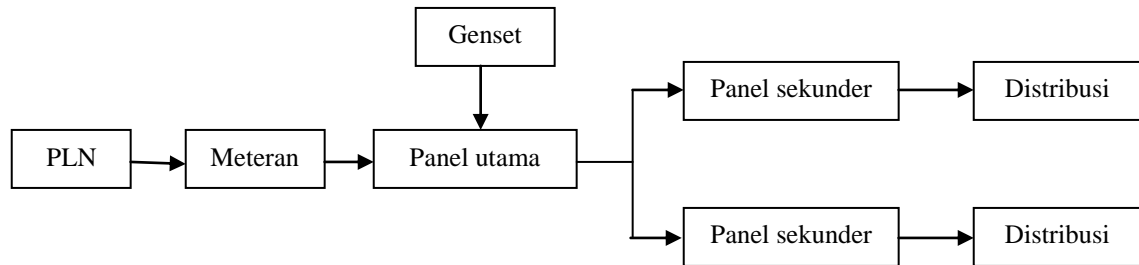 Genset
Panel sekunder
Distribusi
PLN
Meteran
Panel utama
Panel sekunder
Distribusi